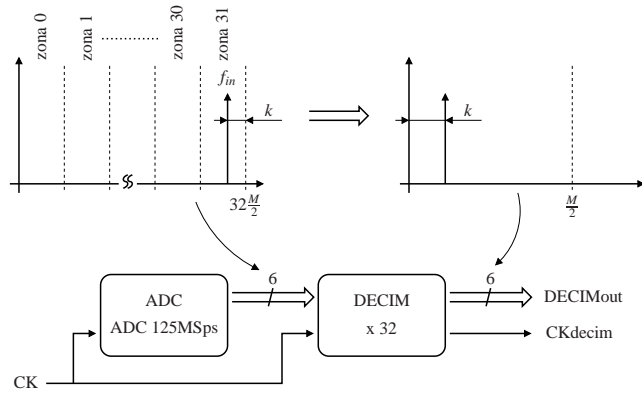 zona 0
zona 1
zona 30
zona 31
f_in
k
32 M/2
k
M/2
6
6
ADC
ADC 125MSps
DECIM
x 32
DECIMout
CKdecim
CK